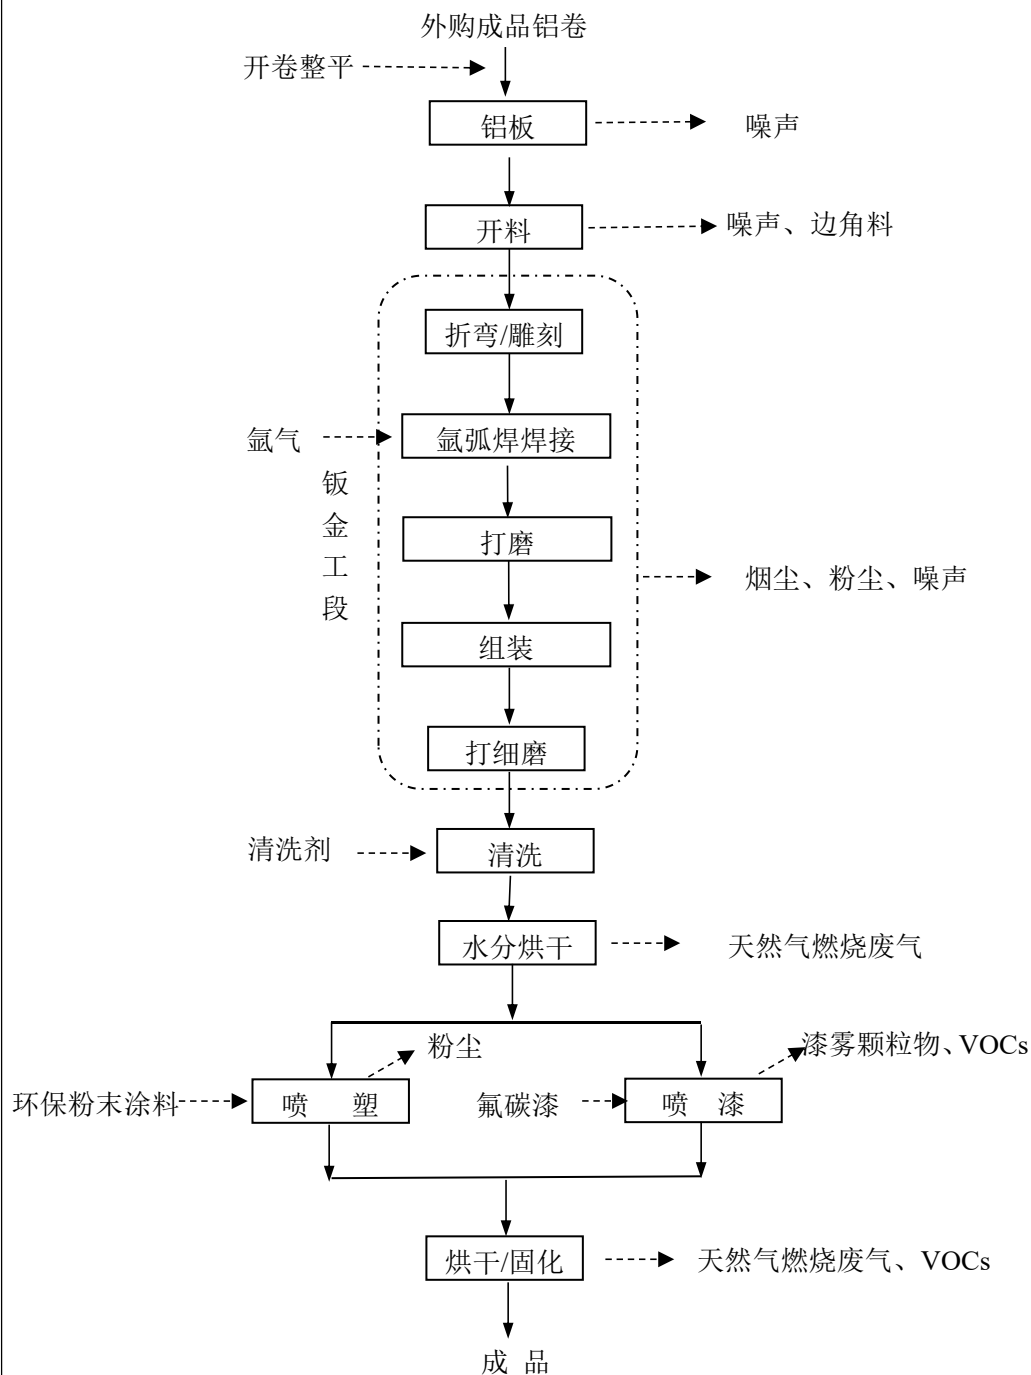 外购成品铝卷
开卷整平
铝板
噪声
开料
噪声、边角料
折弯/雕刻
氩气
氩弧焊焊接
钣
金
工
段
打磨
烟尘、粉尘、噪声
组装
打细磨
清洗剂
清洗
水分烘干
天然气燃烧废气
粉尘
漆雾颗粒物、VOCs
环保粉末涂料
喷 塑
氟碳漆
喷 漆
烘干/固化
天然气燃烧废气、VOCs
成 品